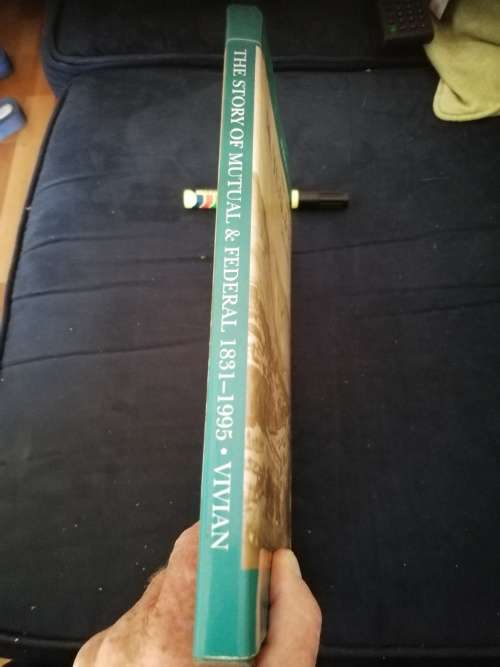 THE STORY OF MUTUAL & FEDERAL 1831–1995 • VIVIAN